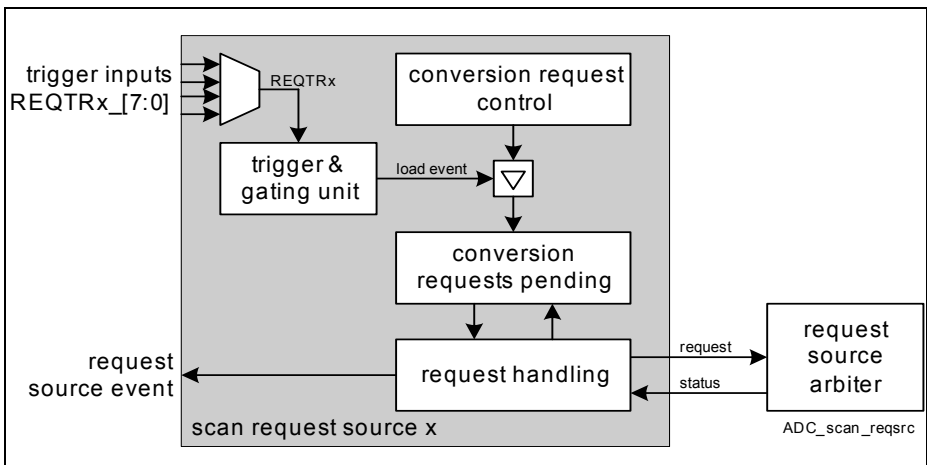 trigger inputs
REQTRx_[7:0]
REQTRx
conversion request
control
trigger &
gating unit
load event
conversion
requests pending
request
source event
request handling
request
status
request
source
arbiter
scan request source x
ADC_scan_reqsrc